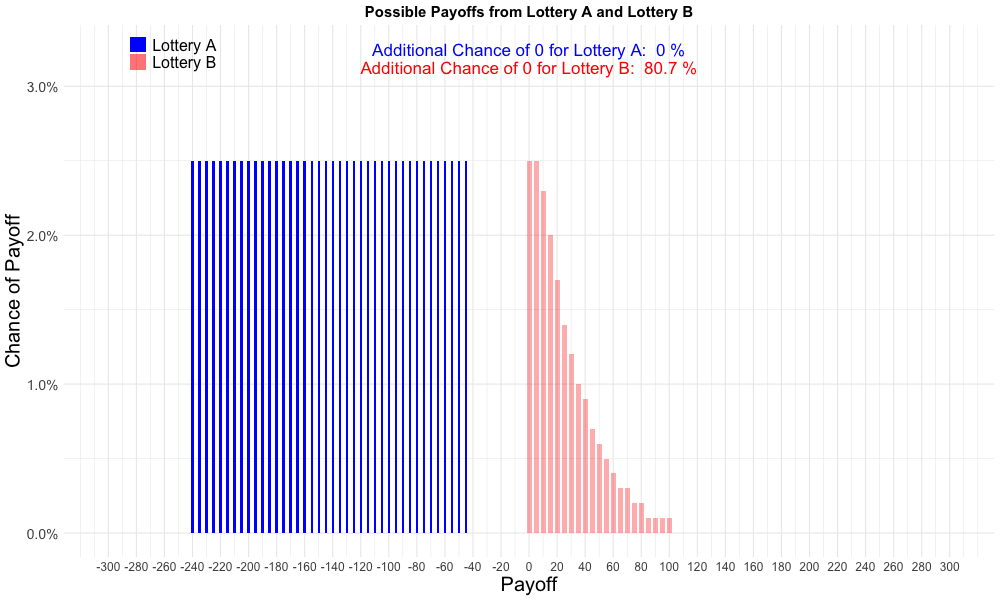 Possible Payoffs from Lottery A and Lottery B
Lottery A
Lottery B
Additional Chance of 0 for Lottery A:  0 %
Additional Chance of 0 for Lottery B:  80.7 %
Chance of Payoff
3.0%
2.0%
1.0%
0.0%
-300 -280 -260 -240 -220 -200 -180 -160 -140 -120 -100 -80 -60 -40 -20 0 20 40 60 80 100 120 140 160 180 200 220 240 260 280 300
Payoff